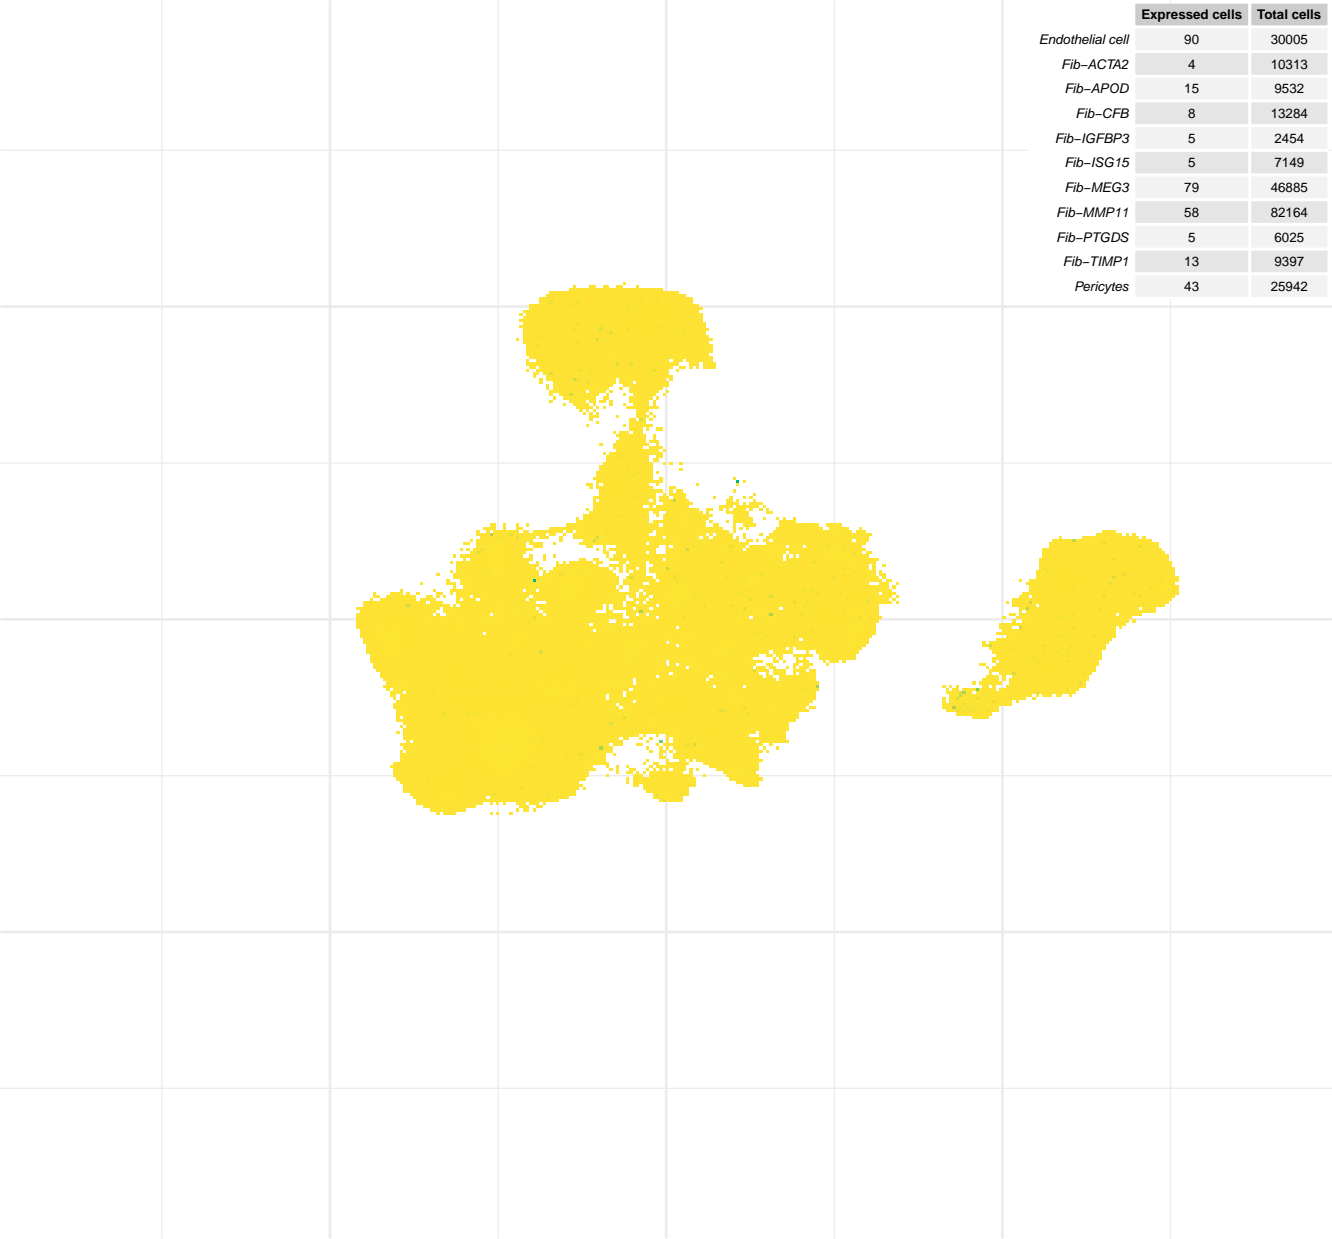 Expressed cells Total cells
Endothelial cell 90 30005
Fib−ACTA2 4 10313
Fib−APOD 15 9532
Fib−CFB 8 13284
Fib−IGFBP3 5 2454
Fib−ISG15 5 7149
Fib−MEG3 79 46885
Fib−MMP11 58 82164
Fib−PTGDS 5 6025
Fib−TIMP1 13 9397
Pericytes 43 25942